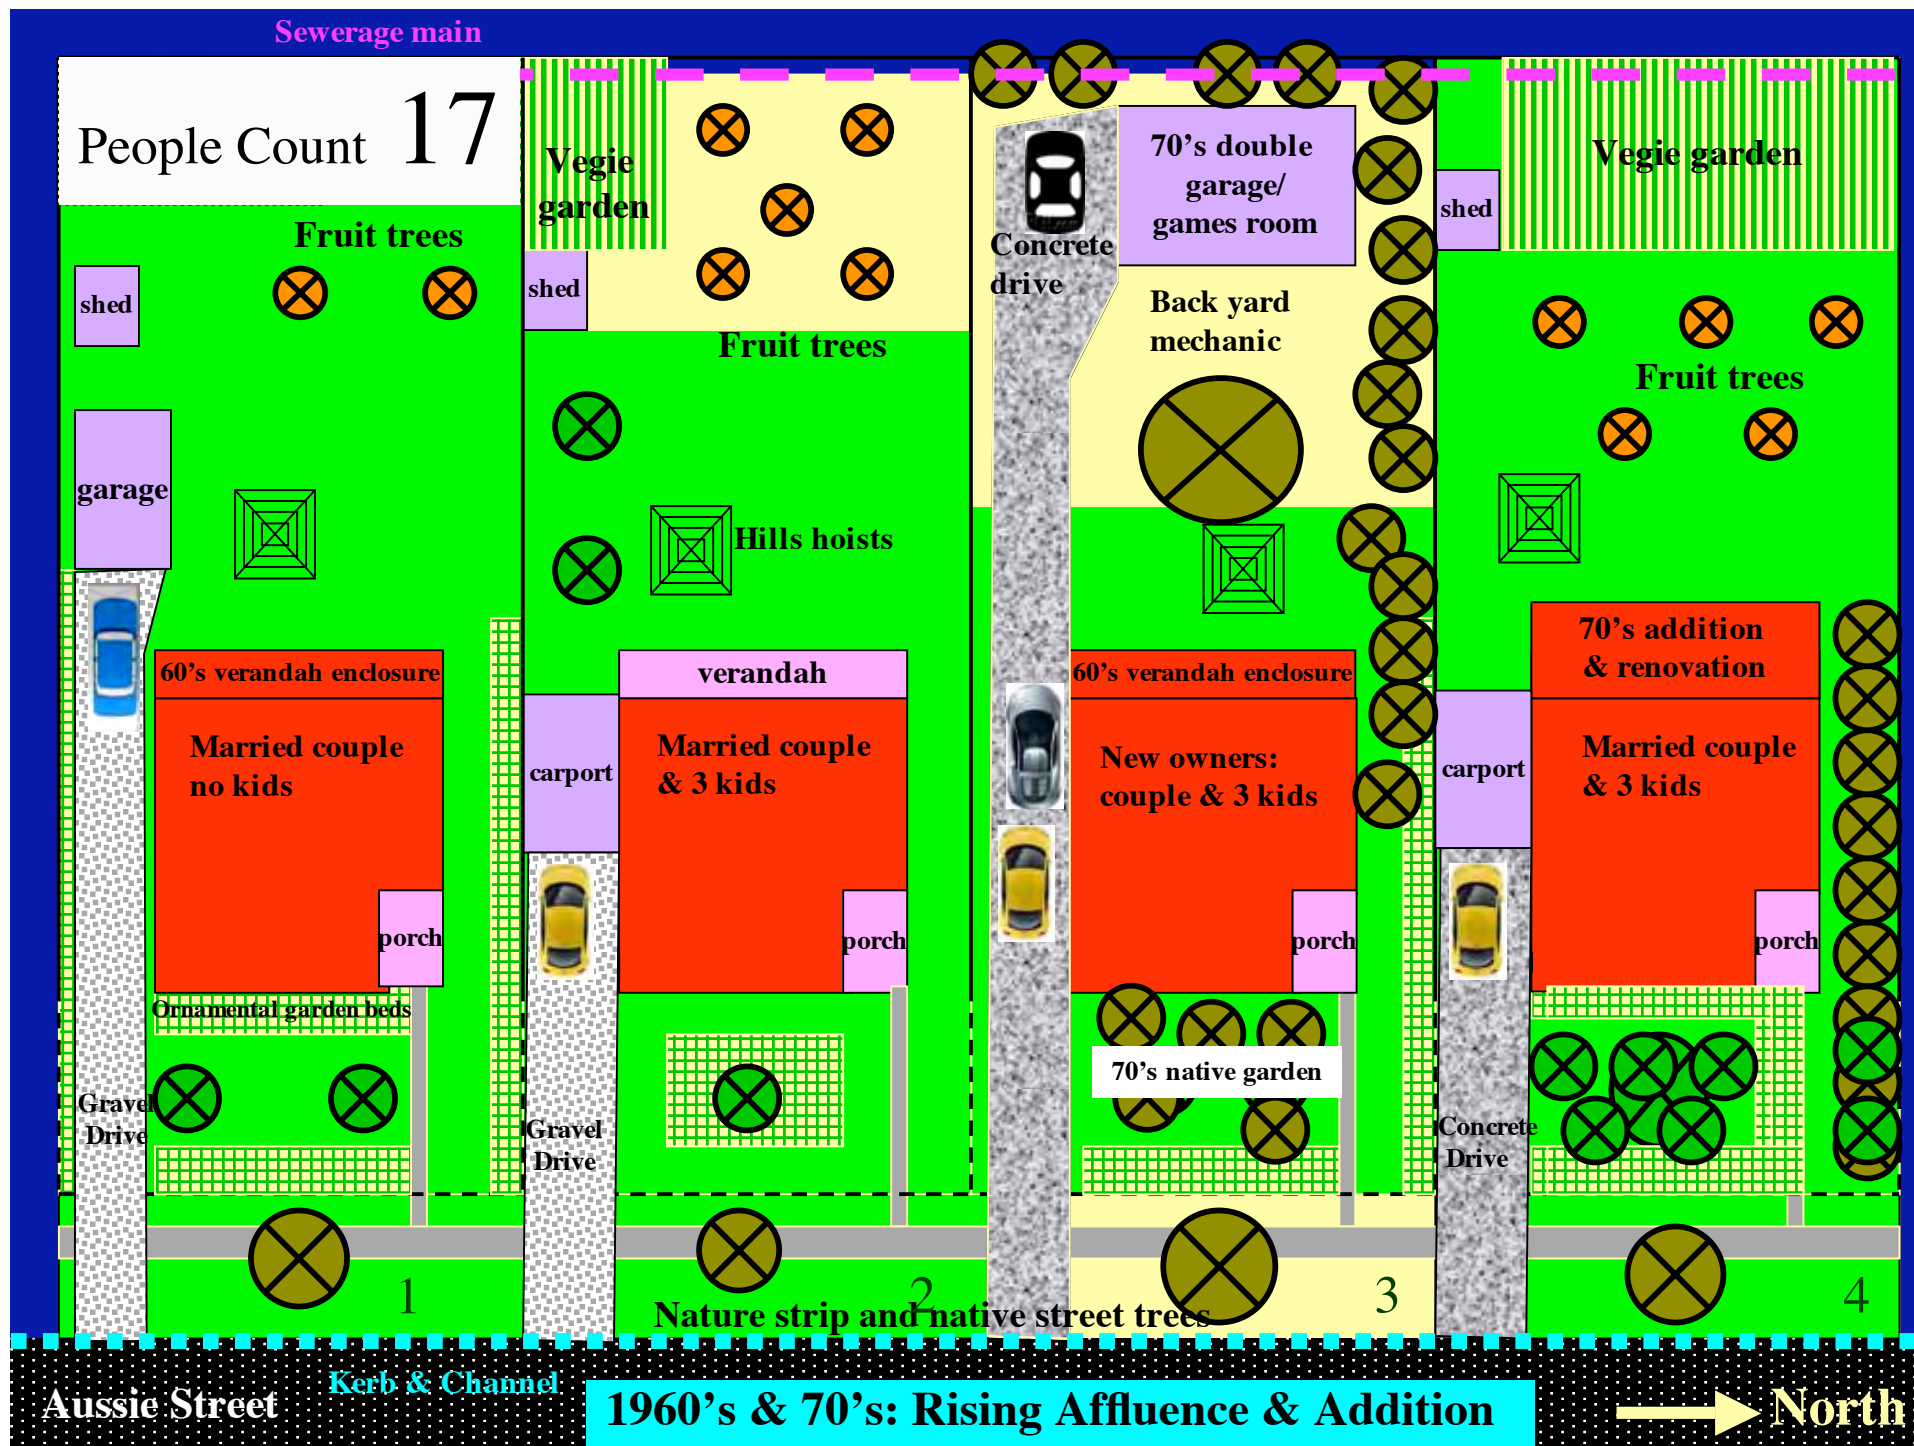 Sewerage main
People Count 17
Vegie
garden
70's double
garage/
games room
Vegie garden
shed
Fruit trees
Concrete
drive
shed
shed
Back yard
mechanic
Fruit trees
Fruit trees
garage
Hills hoists
60's verandah enclosure
verandah
60's verandah enclosure
70's addition
& renovation
Married couple
no kids
carport
Married couple
& 3 kids
New owners:
couple & 3 kids
carport
Married couple
& 3 kids
porch
porch
porch
porch
Ornamental garden beds
70's native garden
Gravel
Drive
Gravel
Drive
Concrete
Drive
1
2
3
4
Nature strip and native street trees
Kerb & Channel
Aussie Street
1960's & 70's: Rising Affluence & Addition
North